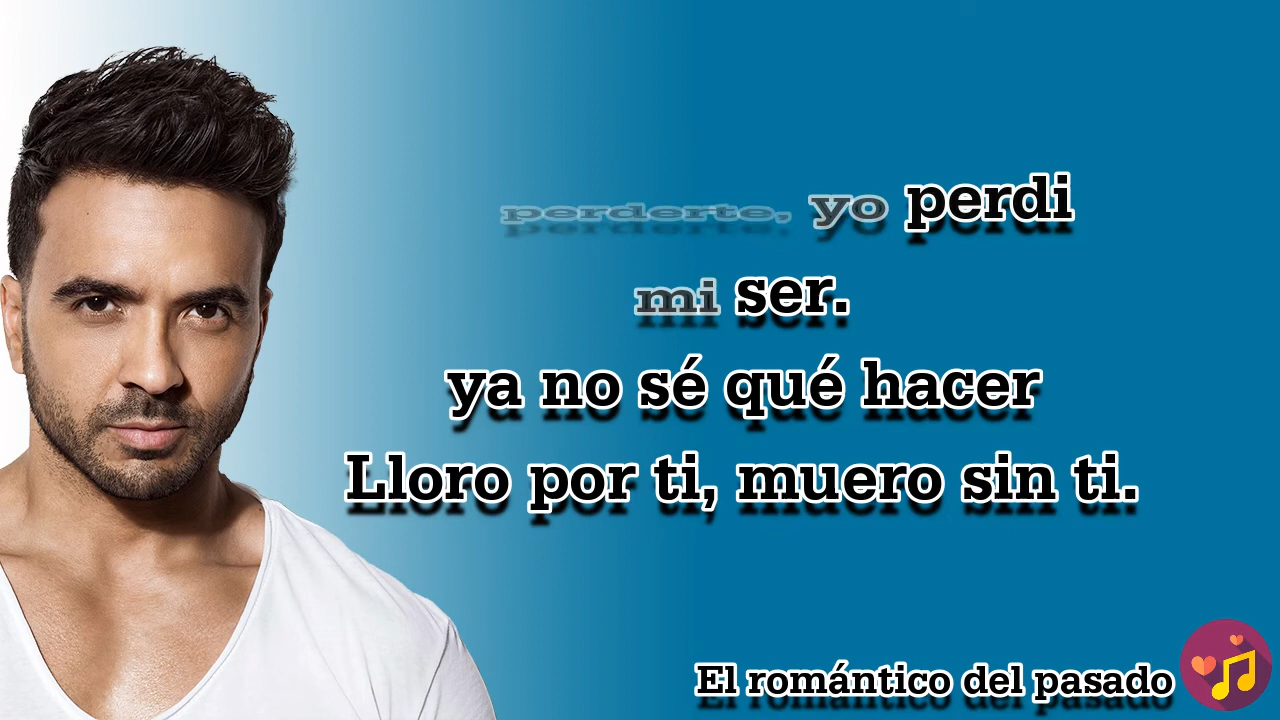 perderte, yo perdi
mi ser.
ya no sé qué hacer
Lloro por ti, muero sin ti.
El romántico del pasado